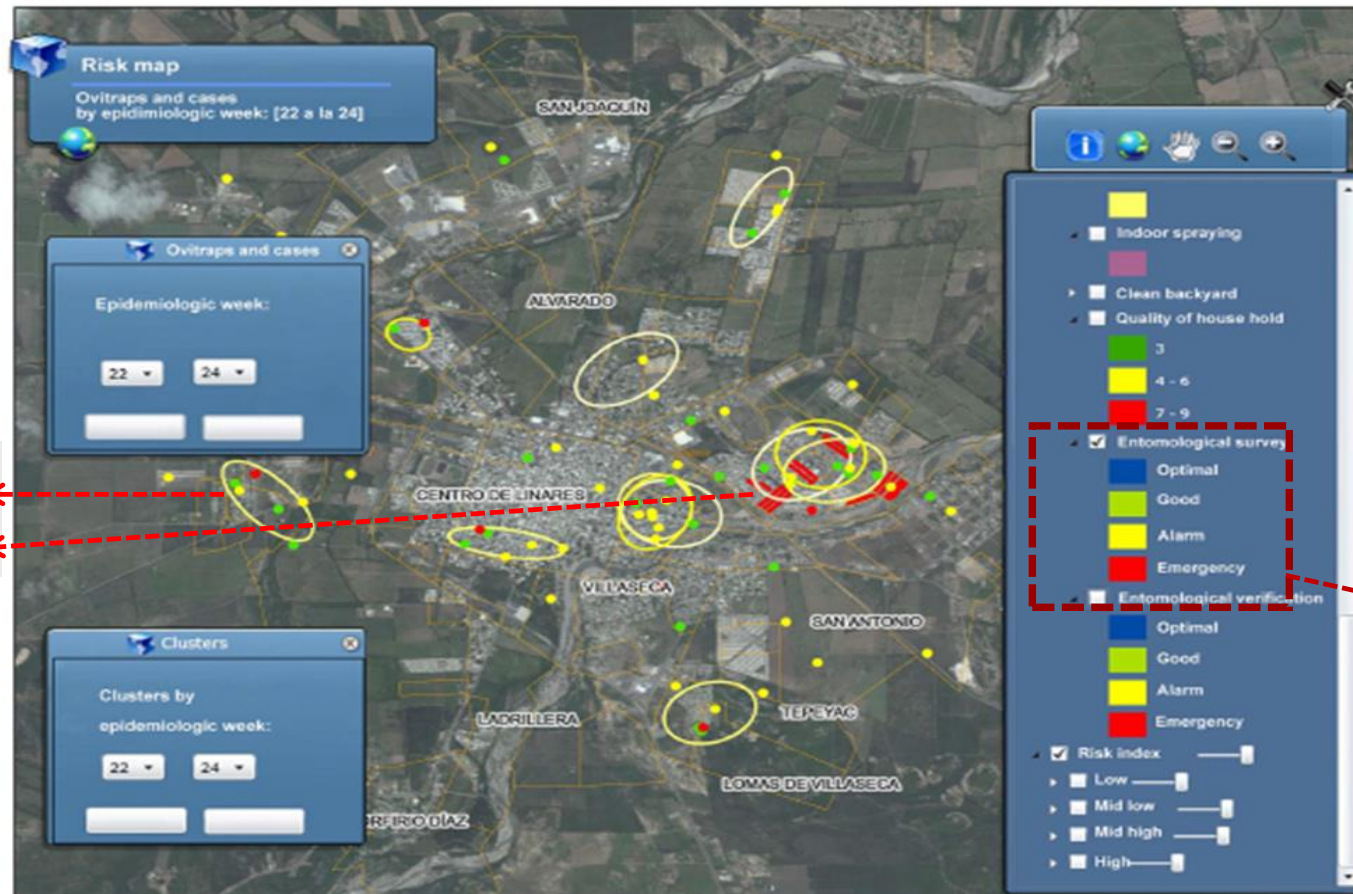 Risk map
Ovitraps and cases
by epidimiologic week: [22 a la 24]
Ovitraps and cases
Epidemiologic week:
22
24
Clusters
Clusters by
epidemiologic week:
22
24
SAN JOAQUÍN
ALVARADO
CENTRO DE LINARES
VILLASECA
SAN ANTONIO
LADRILLERA
TEPEYAC
LOMAS DE VILLASECA
ORFIRIO DÍAZ
i
Indoor spraying
Clean backyard
Quality of house hold
3
4 - 6
7 - 9
Entomological survey
Optimal
Good
Alarm
Emergency
Entomological verification
Optimal
Good
Alarm
Emergency
Risk index
Low
Mid low
Mid high
High